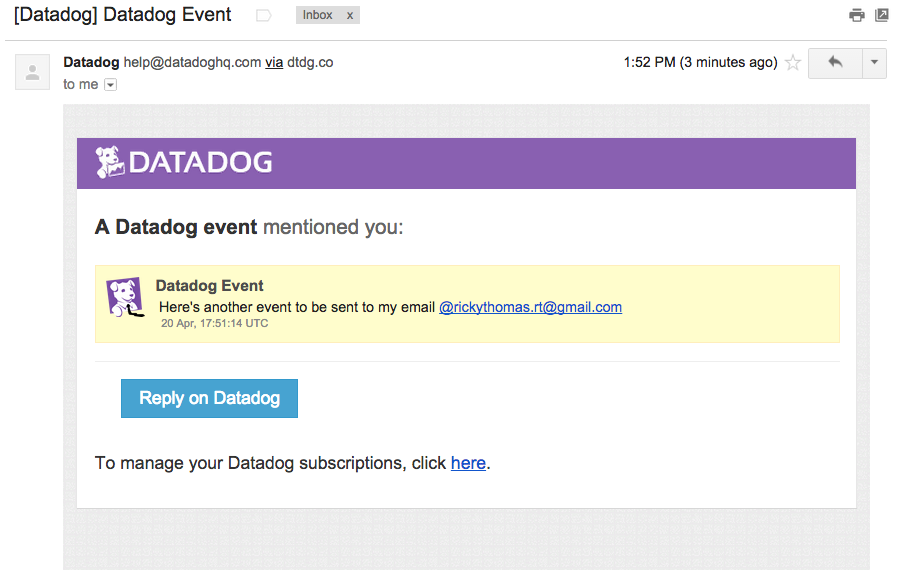 [Datadog] Datadog Event Inbox x
Datadog help@datadoghq.com via dtdg.co 1:52 PM (3 minutes ago)
to me
DATADOG
A Datadog event mentioned you:
Datadog Event
Here's another event to be sent to my email @rickythomas.rt@gmail.com
20 Apr, 17:51:14 UTC
Reply on Datadog
To manage your Datadog subscriptions, click here.